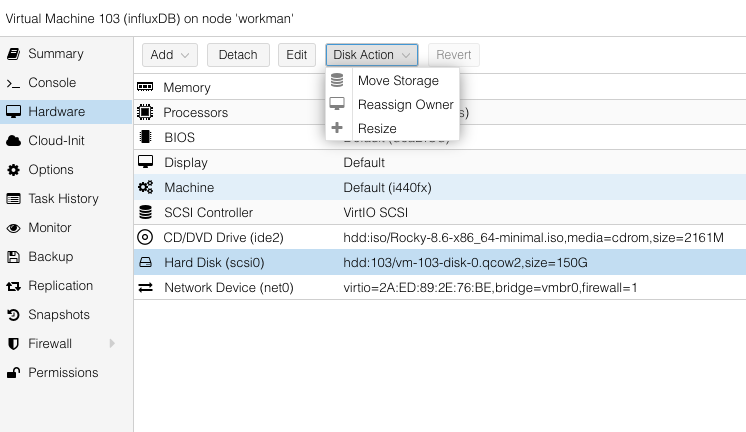 Virtual Machine 103 (influxDB) on node 'workman'
Summary
Console
Hardware
Cloud-Init
Options
Task History
Monitor
Backup
Replication
Snapshots
Firewall
Permissions
Add
Detach
Edit
Disk Action
Revert
Move Storage
Reassign Owner
Resize
Memory
Processors
BIOS
Display Default
Machine Default (i440fx)
SCSI Controller VirtIO SCSI
CD/DVD Drive (ide2) hdd:iso/Rocky-8.6-x86_64-minimal.iso,media=cdrom,size=2161M
Hard Disk (scsi0) hdd:103/vm-103-disk-0.qcow2,size=150G
Network Device (net0) virtio=2A:ED:89:2E:76:BE,bridge=vmbr0,firewall=1